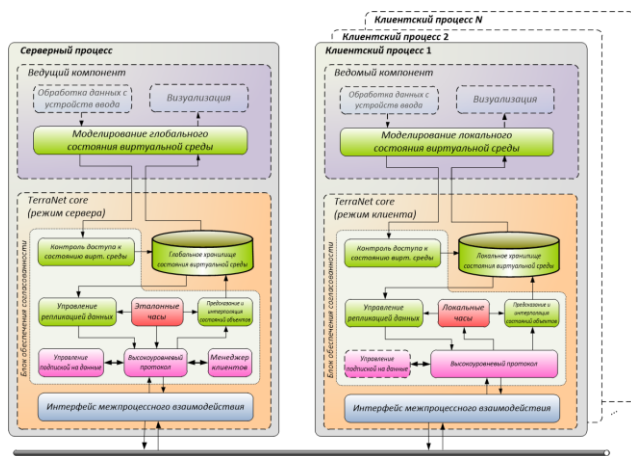 Клиентский процесс N
Клиентский процесс 2
Серверный процесс
Ведущий компонент
Обработка данных с
устройств ввода
Визуализация
Моделирование глобального
состояния виртуальной
среды
TerraNet core
(режим сервера)
Блок обеспечения согласованности
Контроль доступа к
состоянию вирт. среды
Глобальное хранилище
состояния виртуальной
среды
Управление
репликацией данных
Эталонные
часы
Предсказание и
интерполяция
состояний объектов
Управление
подпиской на данные
Высокоуровневый
протокол
Менеджер
клиентов
Интерфейс межпроцессного взаимодействия
Клиентский процесс 1
Ведомый компонент
Обработка данных с
устройств ввода
Визуализация
Моделирование локального
состояния виртуальной
среды
TerraNet core
(режим клиента)
Блок обеспечения согласованности
Контроль доступа к
состоянию вирт. среды
Локальное хранилище
состояния виртуальной
среды
Управление
репликацией данных
Локальные
часы
Предсказание и
интерполяция
состояний объектов
Управление
подпиской на данные
Высокоуровневый протокол
Интерфейс межпроцессного взаимодействия
...